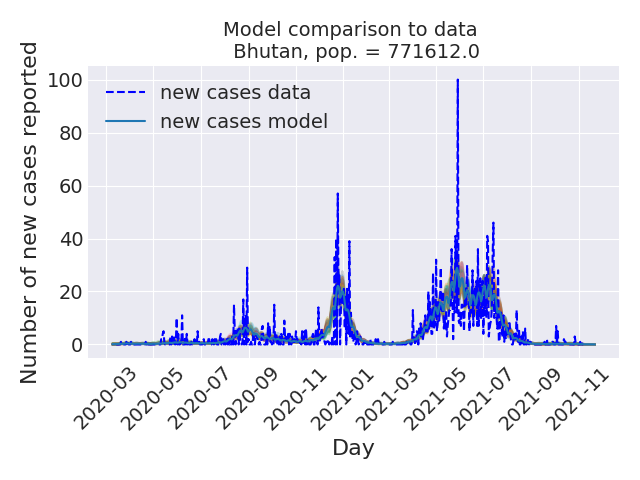 Model comparison to data
Bhutan, pop. = 771612.0
Number of new cases reported
100
80
60
40
20
0
new cases data
new cases model
2020-03
2020-05
2020-07
2020-09
2020-11
2021-01
2021-03
2021-05
2021-07
2021-09
2021-11
Day